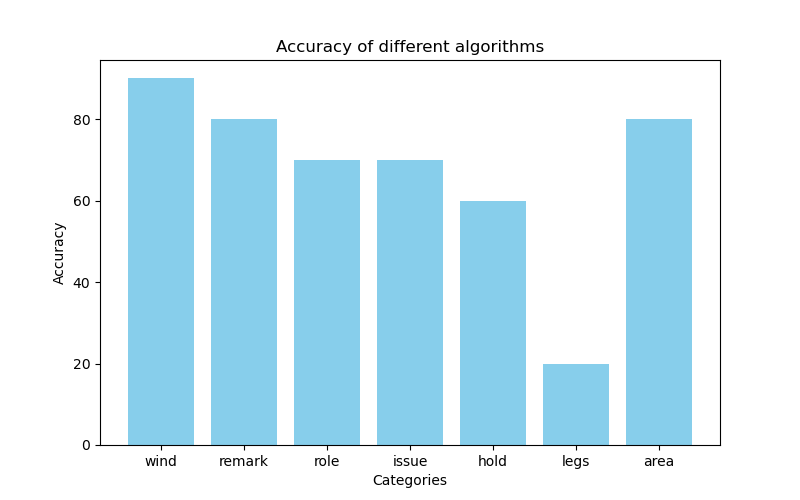 Accuracy of different algorithms
Accuracy
80
60
40
20
0
wind remark role issue hold legs area
Categories